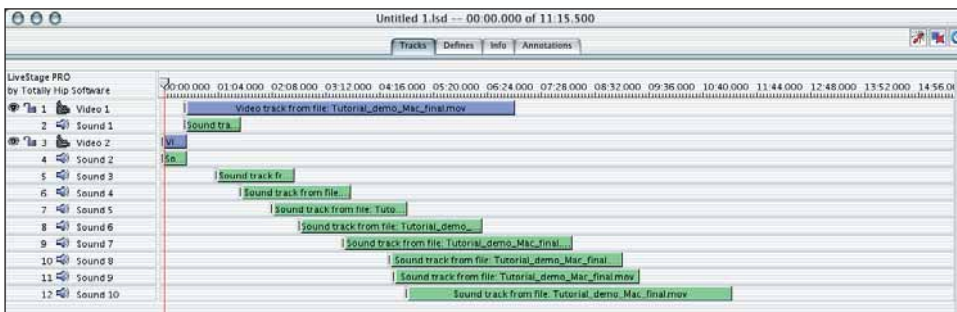 Untitled 1.lsd -- 00:00.000 of 11:15.500
Tracks Defines Info Annotations
LiveStage PRO
by Totally Hip Software
00:00.000 01:04.000 02:08.000 03:12.000 04:16.000 05:20.000 06:24.000 07:28.000 08:32.000 09:36.000 10:40.000 11:44.000 12:48.000 13:52.000 14:56.0
1 Video 1 Video track from file: Tutorial_demo_Mac_final.mov
2 Sound 1 Sound tra...
3 Video 2 Vi...
4 Sound 2 So...
5 Sound 3 Sound track fr...
6 Sound 4 Sound track from file...
7 Sound 5 Sound track from file: Tuto...
8 Sound 6 Sound track from file: Tutorial_demo_...
9 Sound 7 Sound track from file: Tutorial_demo_Mac_final...
10 Sound 8 Sound track from file: Tutorial_demo_Mac_final...
11 Sound 9 Sound track from file: Tutorial_demo_Mac_final.mov
12 Sound 10 Sound track from file: Tutorial_demo_Mac_final.mov